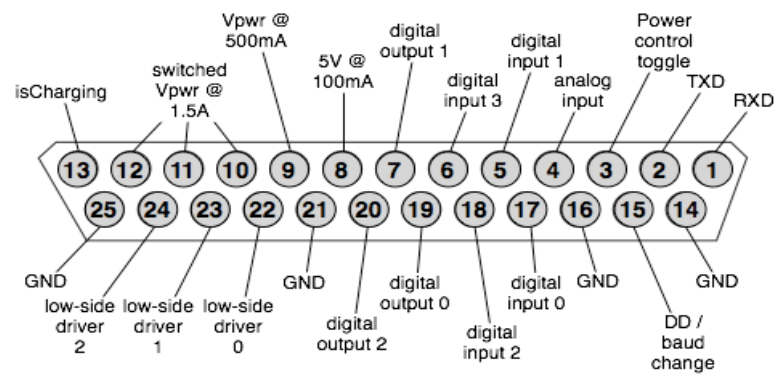 isCharging
switched
Vpwr @
1.5A
Vpwr @
500mA
5V @
100mA
digital
output 1
digital
input 3
digital
input 1
analog
input
Power
control
toggle
TXD
RXD
13 12 11 10 9 8 7 6 5 4 3 2 1
25 24 23 22 21 20 19 18 17 16 15 14
GND
low-side
driver
2
low-side
driver
1
low-side
driver
0
GND
digital
output 2
digital
output 0
digital
input 2
digital
input 0
GND
DD /
baud
change
GND